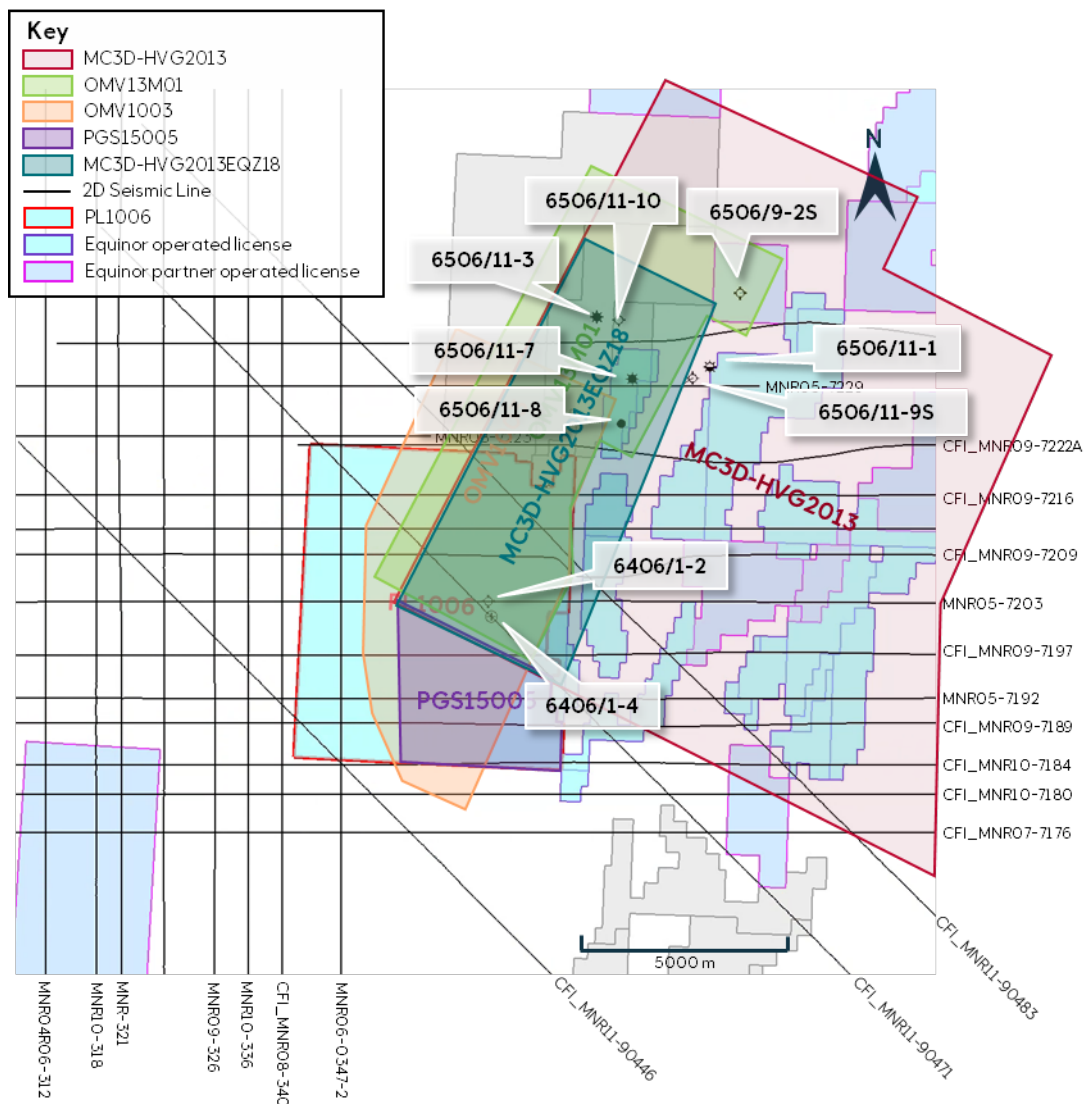 Key
MC3D-HVG2013
OMV13M01
OMV1003
PGS15005
MC3D-HVG2013EQZ18
2D Seismic Line
PL1006
Equinor operated license
Equinor partner operated license
N
6506/11-10
6506/9-2S
6506/11-3
6506/11-7
6506/11-1
6506/11-8
6506/11-9S
MNR05-7229
MC3D-HVG2013EQZ18
MC3D-HVG2013
CFI_MNR09-7222A
CFI_MNR09-7216
CFI_MNR09-7209
6406/1-2
MNR05-7203
PL1006
CFI_MNR09-7197
PGS15005
6406/1-4
MNR05-7192
CFI_MNR09-7189
CFI_MNR10-7184
CFI_MNR10-7180
CFI_MNR07-7176
5000 m
MNR04R06-312
MNR10-318
MNR-321
MNR09-326
MNR10-336
CFI_MNR08-340
MNR06-0347-2
CFI_MNR11-90446
CFI_MNR11-90471
CFI_MNR11-90483